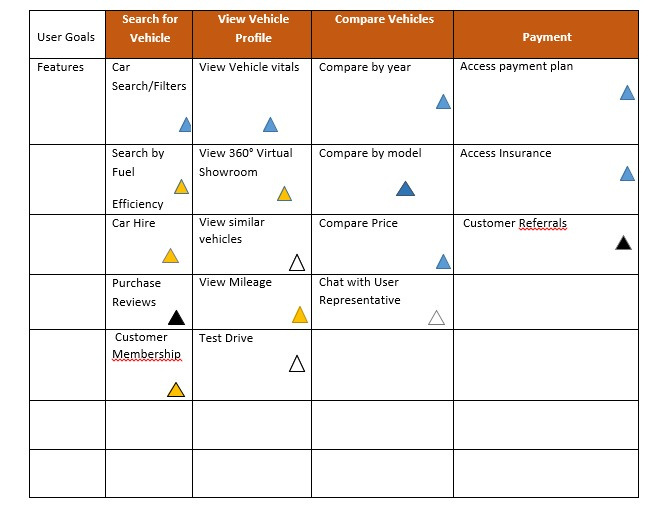 User Goals
Search for
Vehicle
View Vehicle
Profile
Compare Vehicles
Payment
Features
Car
Search/Filters
View Vehicle vitals
Compare by year
Access payment plan
Search by
Fuel
Efficiency
View 360° Virtual
Showroom
Compare by model
Access Insurance
Car Hire
View similar
vehicles
Compare Price
Customer Referrals
Purchase
Reviews
View Mileage
Chat with User
Representative
Customer
Membership
Test Drive